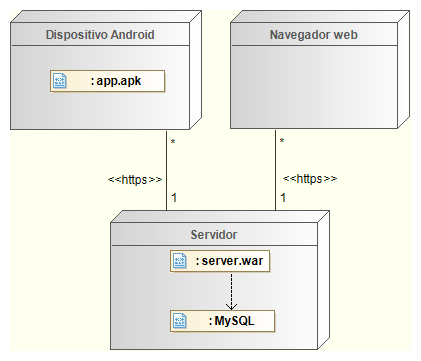 Dispositivo Android
Navegador web
: app.apk
*
*
<<https>>
<<https>>
1
1
Servidor
: server.war
: MySQL